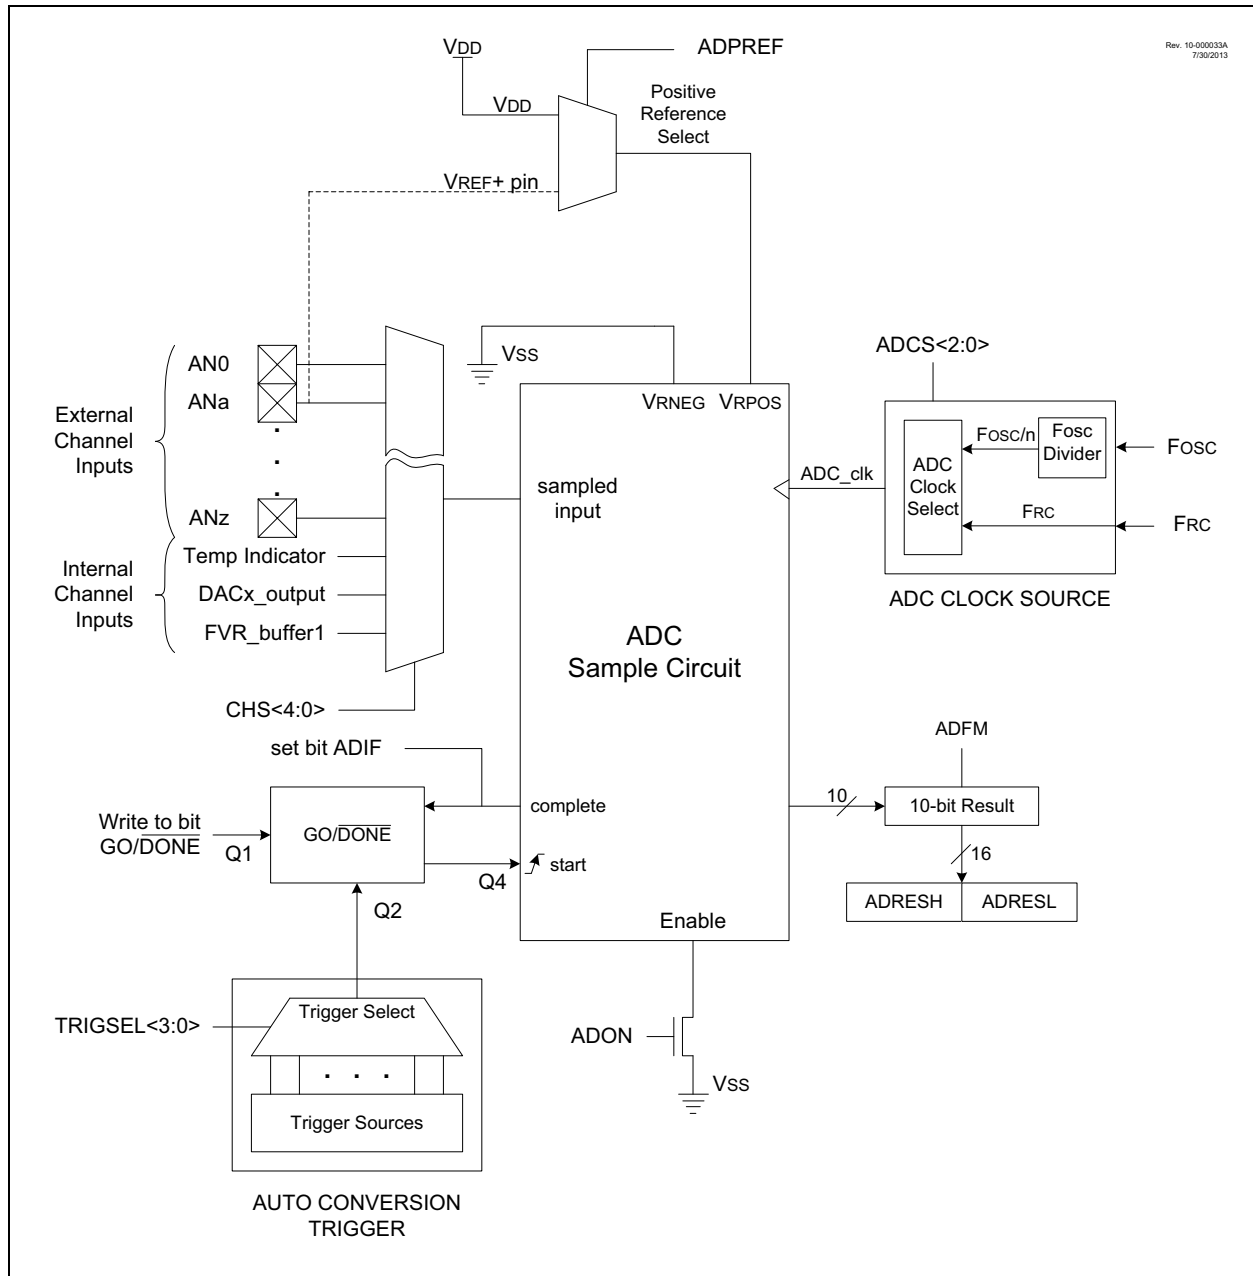 Rev. 10-000033A
7/30/2013
VDD
ADPREF
VDD
Positive
Reference
Select
VREF+ pin
VSS
ADCS<2:0>
External
Channel
Inputs
AN0
ANa
.
.
.
ANz
VRNEG
VRPOS
sampled
input
ADC_clk
ADC
Clock
Select
FOSC/n
Fosc
Divider
FOSC
FRC
FRC
ADC CLOCK SOURCE
Internal
Channel
Inputs
Temp Indicator
DACx_output
FVR_buffer1
CHS<4:0>
ADC
Sample Circuit
set bit ADIF
ADFM
complete
10
10-bit Result
Write to bit
GO/DONE
Q1
GO/DONE
Q4
start
16
ADRESH
ADRESL
Q2
Enable
TRIGSEL<3:0>
Trigger Select
. . .
Trigger Sources
ADON
VSS
AUTO CONVERSION
TRIGGER